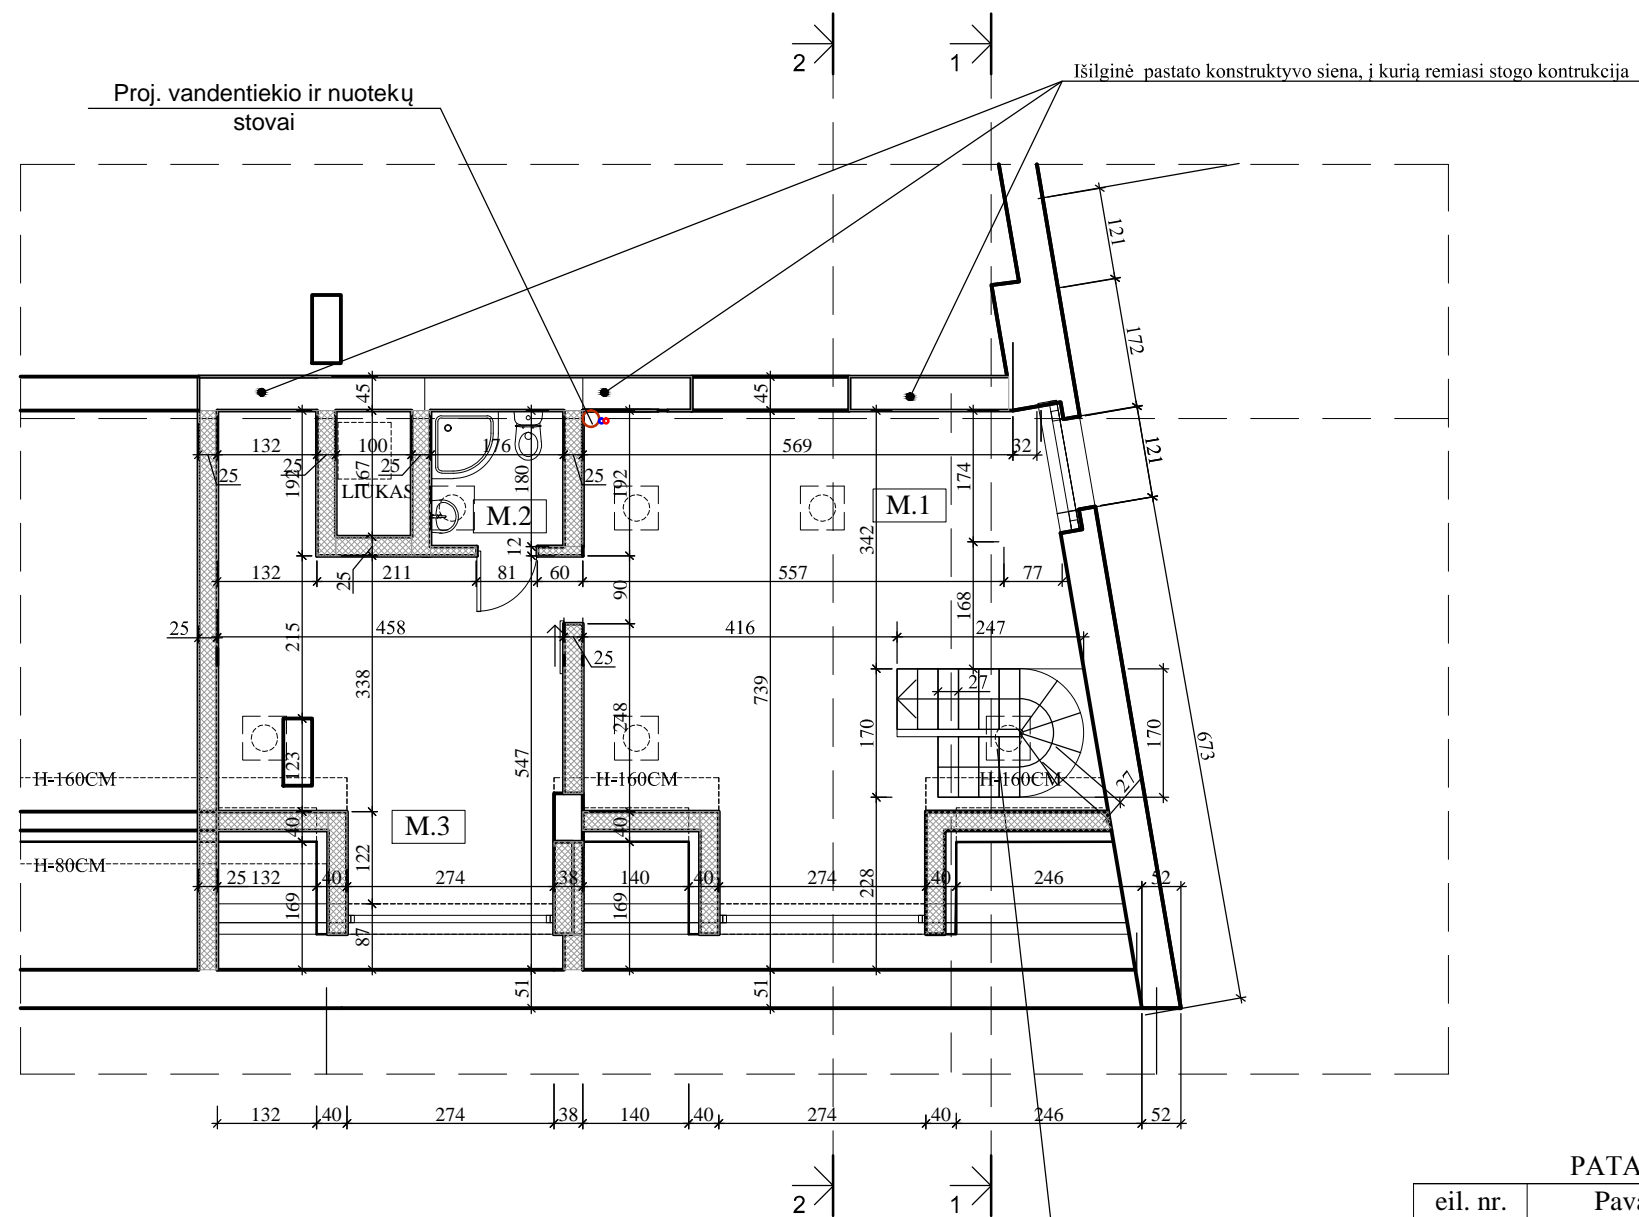 2 1
Išilginė pastato konstruktyvo siena, į kurią remiasi stogo kontrukcija
Proj. vandentiekio ir nuotekų
stovai
121
172
121
673
45 45
132 100 176 569 32
25 192 25 167 25 180 25 192 174
LIUKAS
M.2
M.1
12 342
132 211 81 60 557 77
25 90 168
25 458 416 247
215 25
338 739 27
248 170 170
123 547
H-160CM H-160CM H-160CM
27
M.3
40 40
122
H-80CM
25 132 40 274 38 140 40 274 40 246 52
169 169 228
87
51 51
132 40 274 38 140 40 274 40 246 52
2 1
PATA
eil. nr. Pava